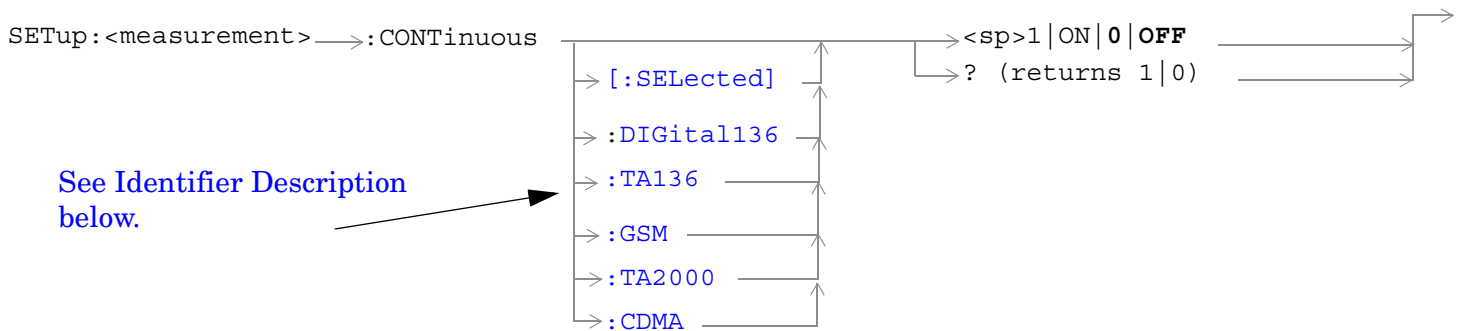 SETup:<measurement> :CONTinuous <sp>1|ON|0|OFF
? (returns 1|0)
[:SELected]
:DIGital136
:TA136
:GSM
:TA2000
:CDMA
See Identifier Description
below.